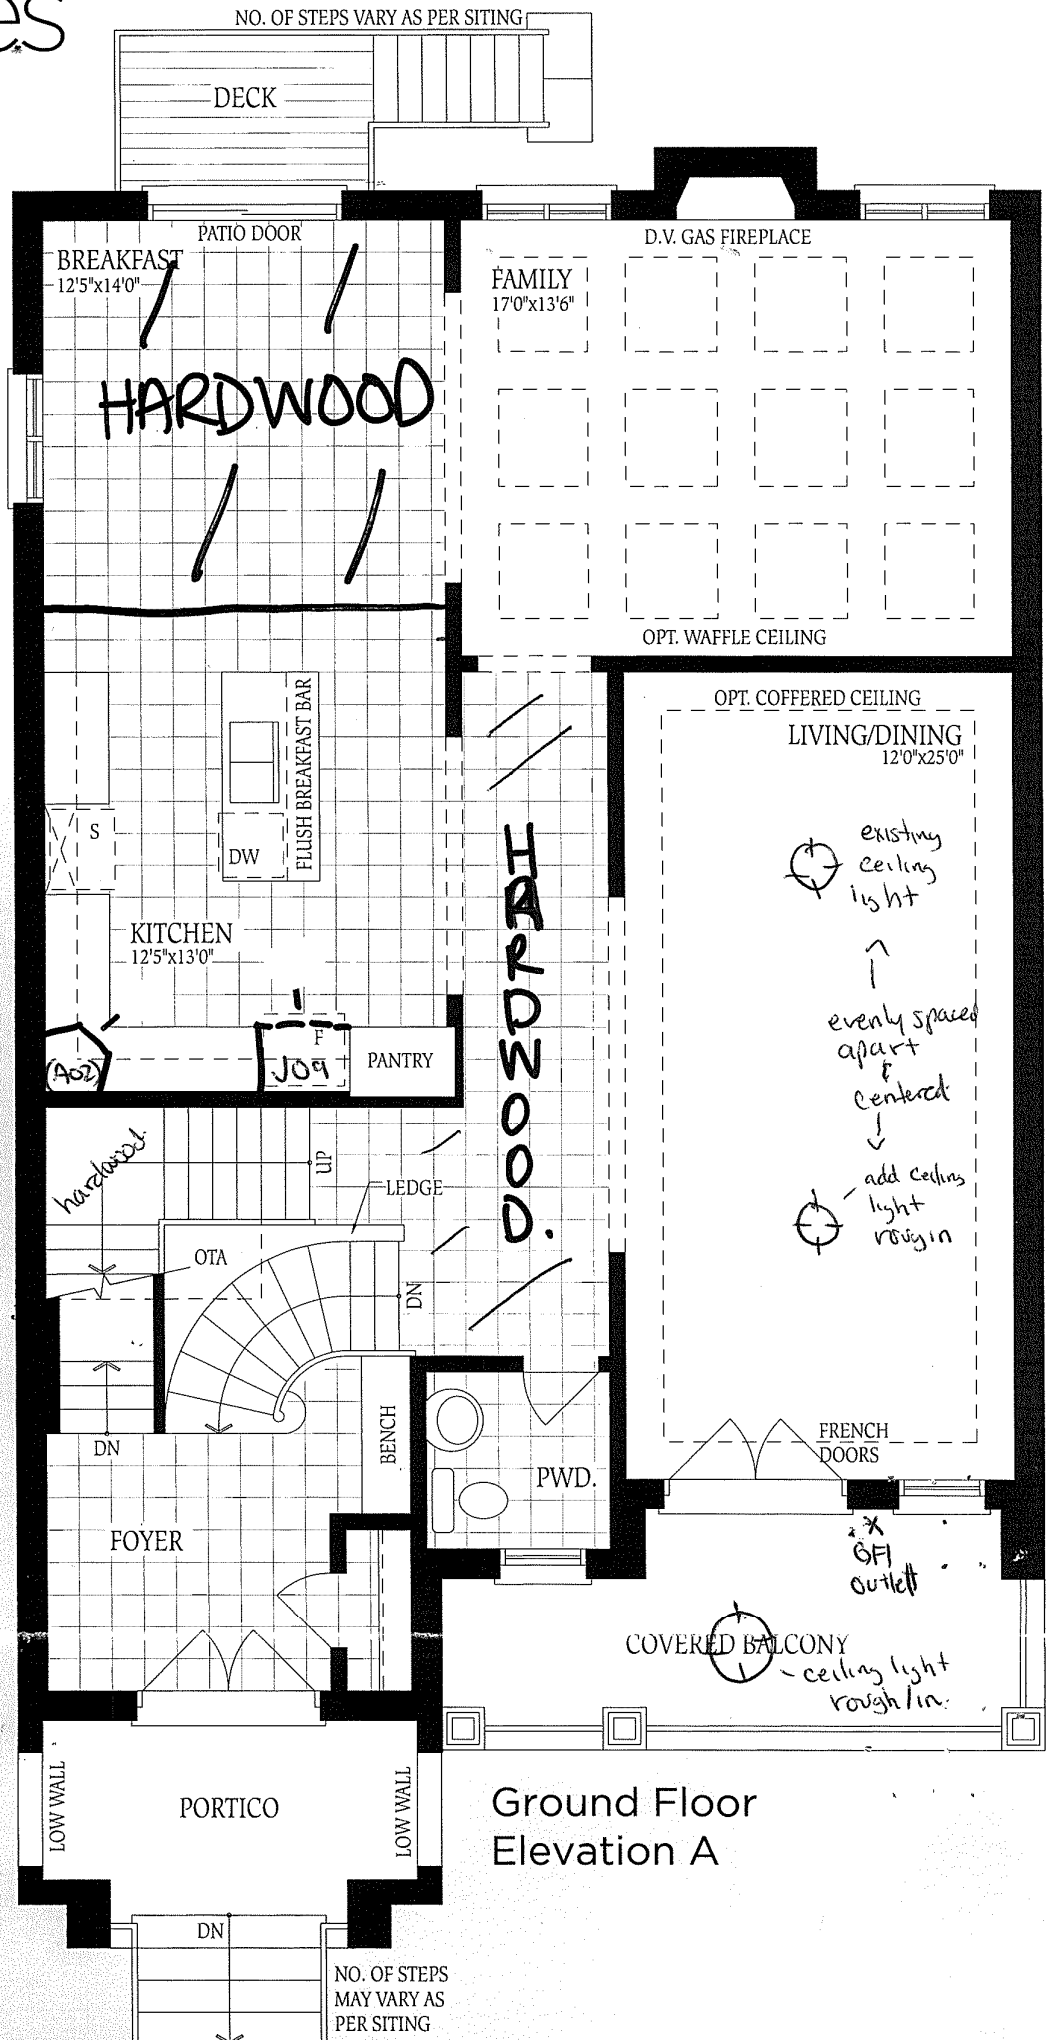 es
NO. OF STEPS VARY AS PER SITING
DECK
PATIO DOOR
BREAKFAST
12'5"x14'0"
D.V. GAS FIREPLACE
FAMILY
17'0"x13'6"
HARDWOOD
OPT. WAFFLE CEILING
OPT. COFFERED CEILING
LIVING/DINING
12'0"x25'0"
FLUSH BREAKFAST BAR
S
DW
KITCHEN
12'5"x13'0"
HARDWOOD.
existing
ceiling
light
evenly spaced
apart
&
centered
add ceiling
light
rough in
(A02)
F
J09
PANTRY
hardwood
UP
LEDGE
OTA
DN
DN
BENCH
PWD.
FRENCH
DOORS
FOYER
x
GFI
outlet
COVERED BALCONY
- ceiling light
rough/in.
LOW WALL
PORTICO
LOW WALL
Ground Floor
Elevation A
DN
NO. OF STEPS
MAY VARY AS
PER SITING